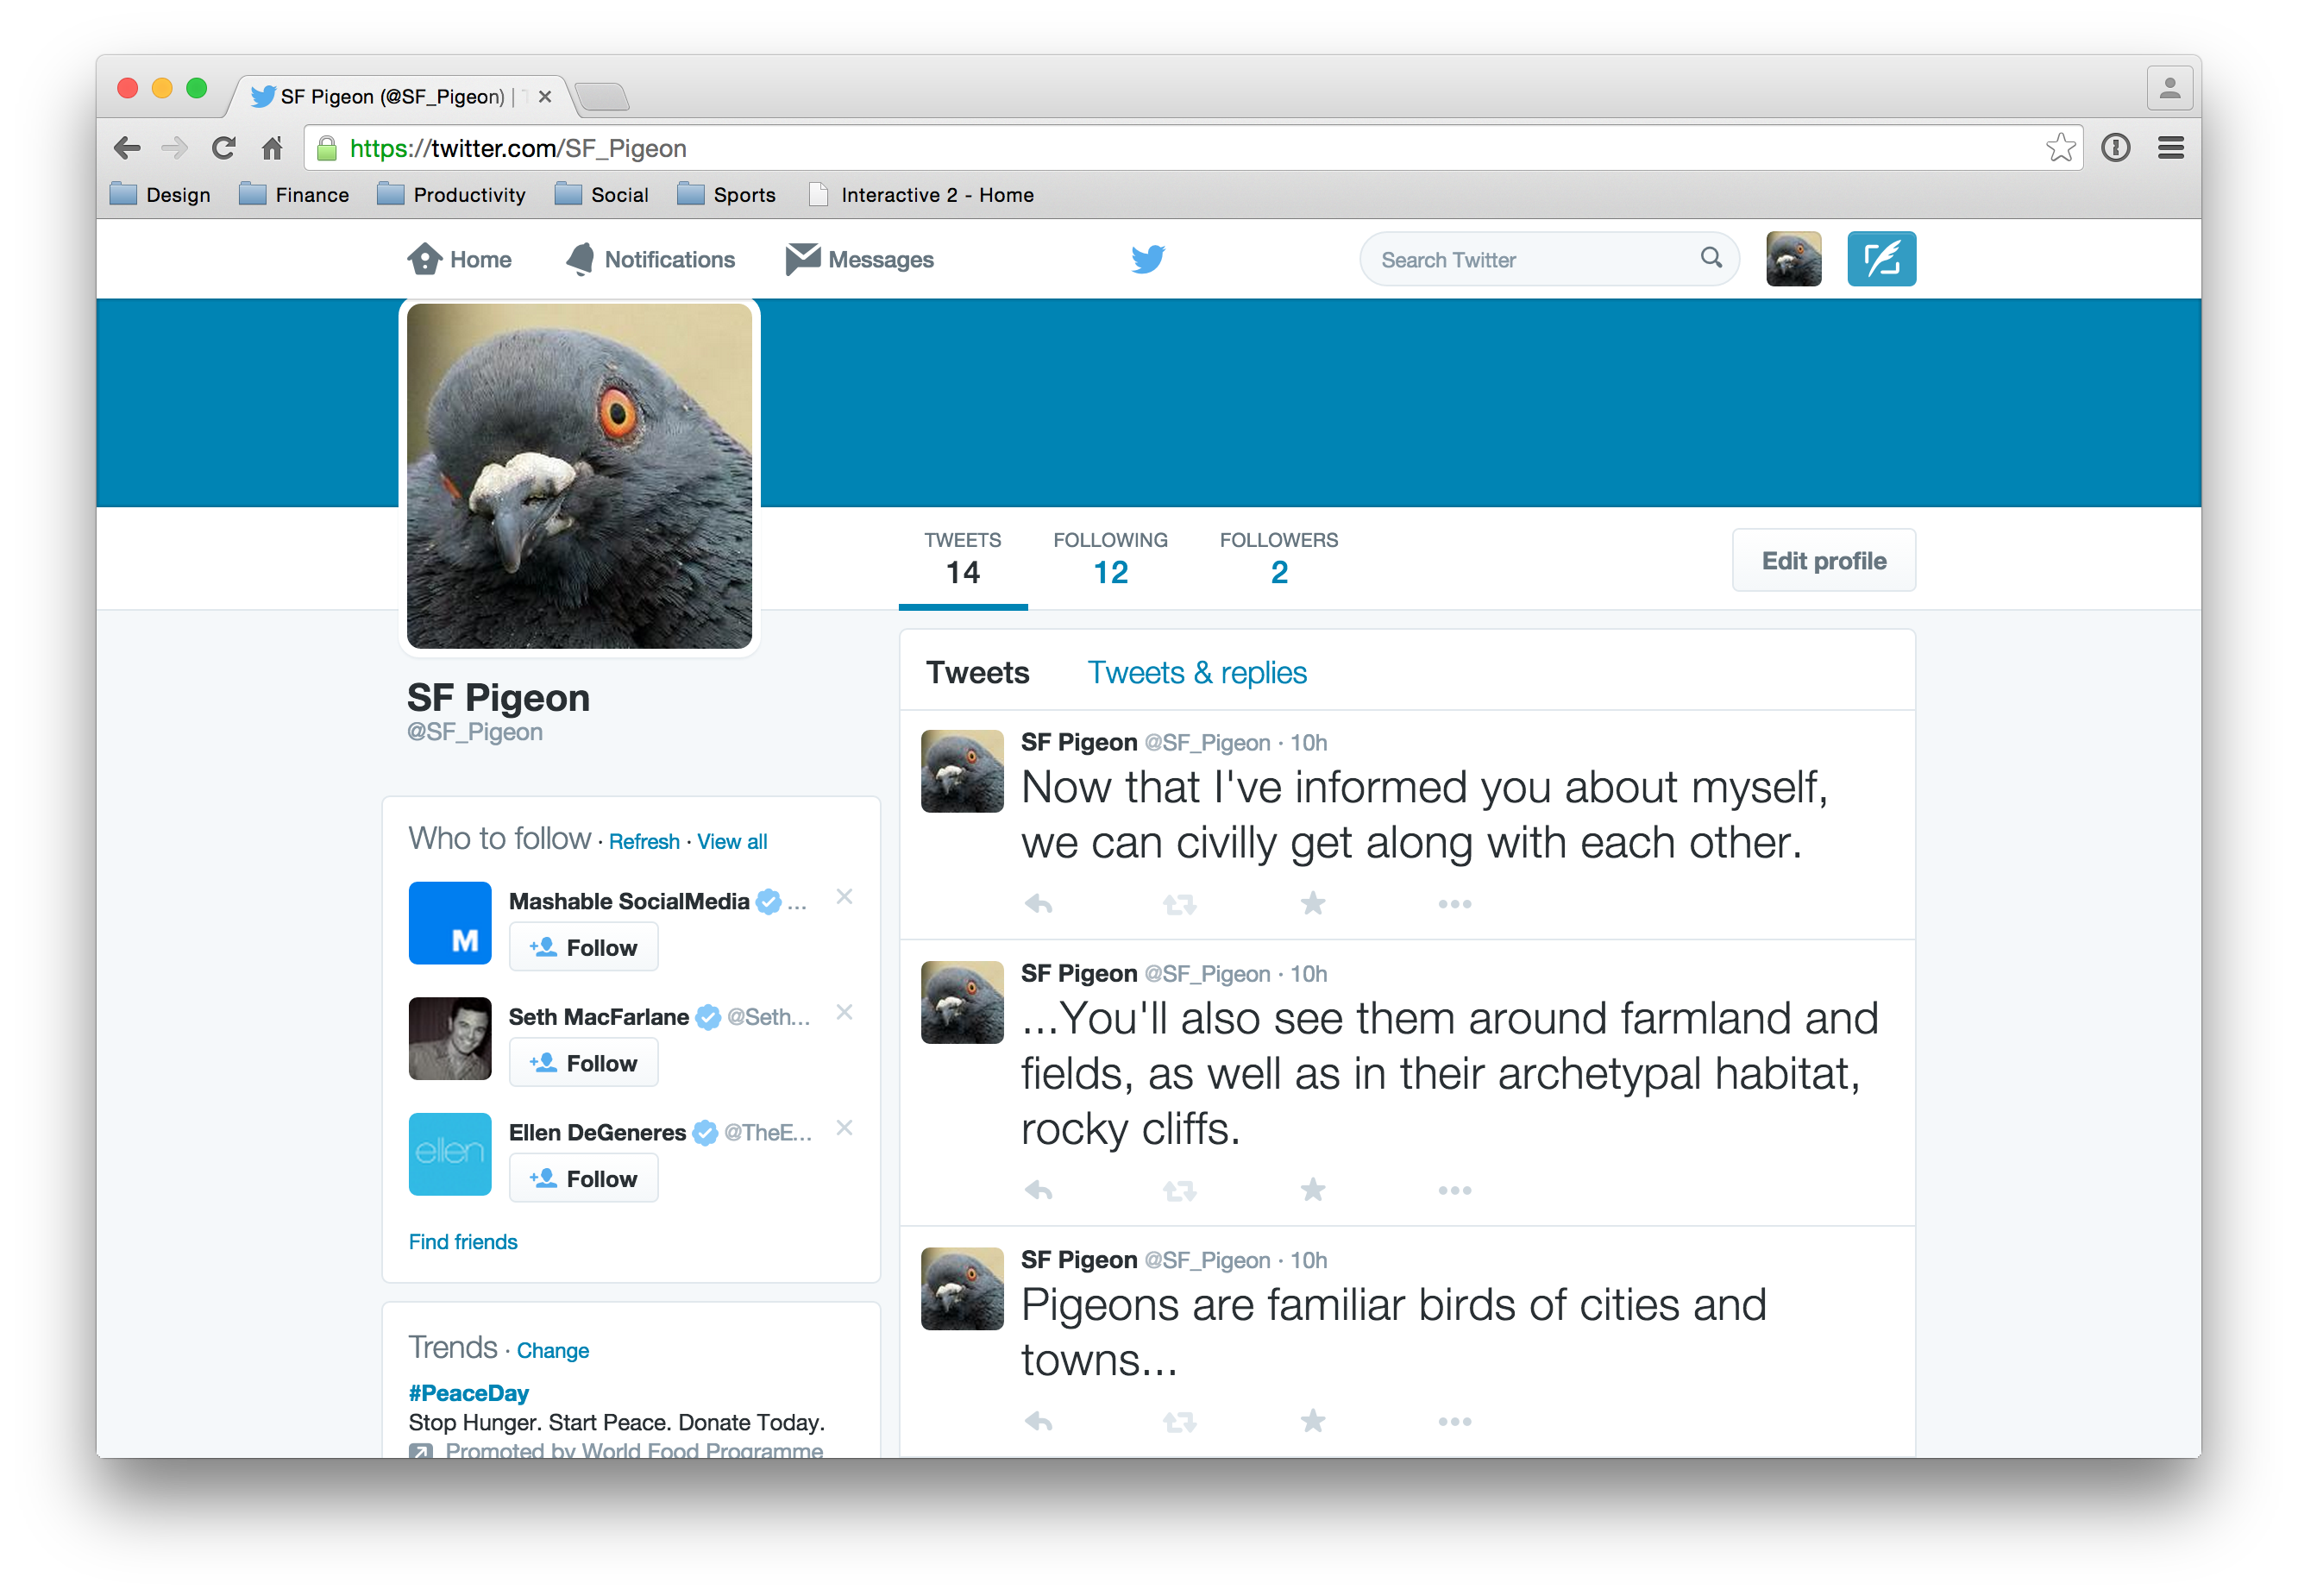 SF Pigeon (@SF_Pigeon) |
https://twitter.com/SF_Pigeon
Design Finance Productivity Social Sports Interactive 2 - Home
Home Notifications Messages Search Twitter
TWEETS FOLLOWING FOLLOWERS
14 12 2
Edit profile
SF Pigeon
@SF_Pigeon
Who to follow · Refresh · View all
M
Mashable SocialMedia ...
Follow
Seth MacFarlane @Seth...
Follow
ellen
Ellen DeGeneres @TheE...
Follow
Find friends
Trends · Change
#PeaceDay
Stop Hunger. Start Peace. Donate Today.
Promoted by World Food Programme
Tweets Tweets & replies
SF Pigeon @SF_Pigeon · 10h
Now that I've informed you about myself,
we can civilly get along with each other.
SF Pigeon @SF_Pigeon · 10h
...You'll also see them around farmland and
fields, as well as in their archetypal habitat,
rocky cliffs.
SF Pigeon @SF_Pigeon · 10h
Pigeons are familiar birds of cities and
towns...